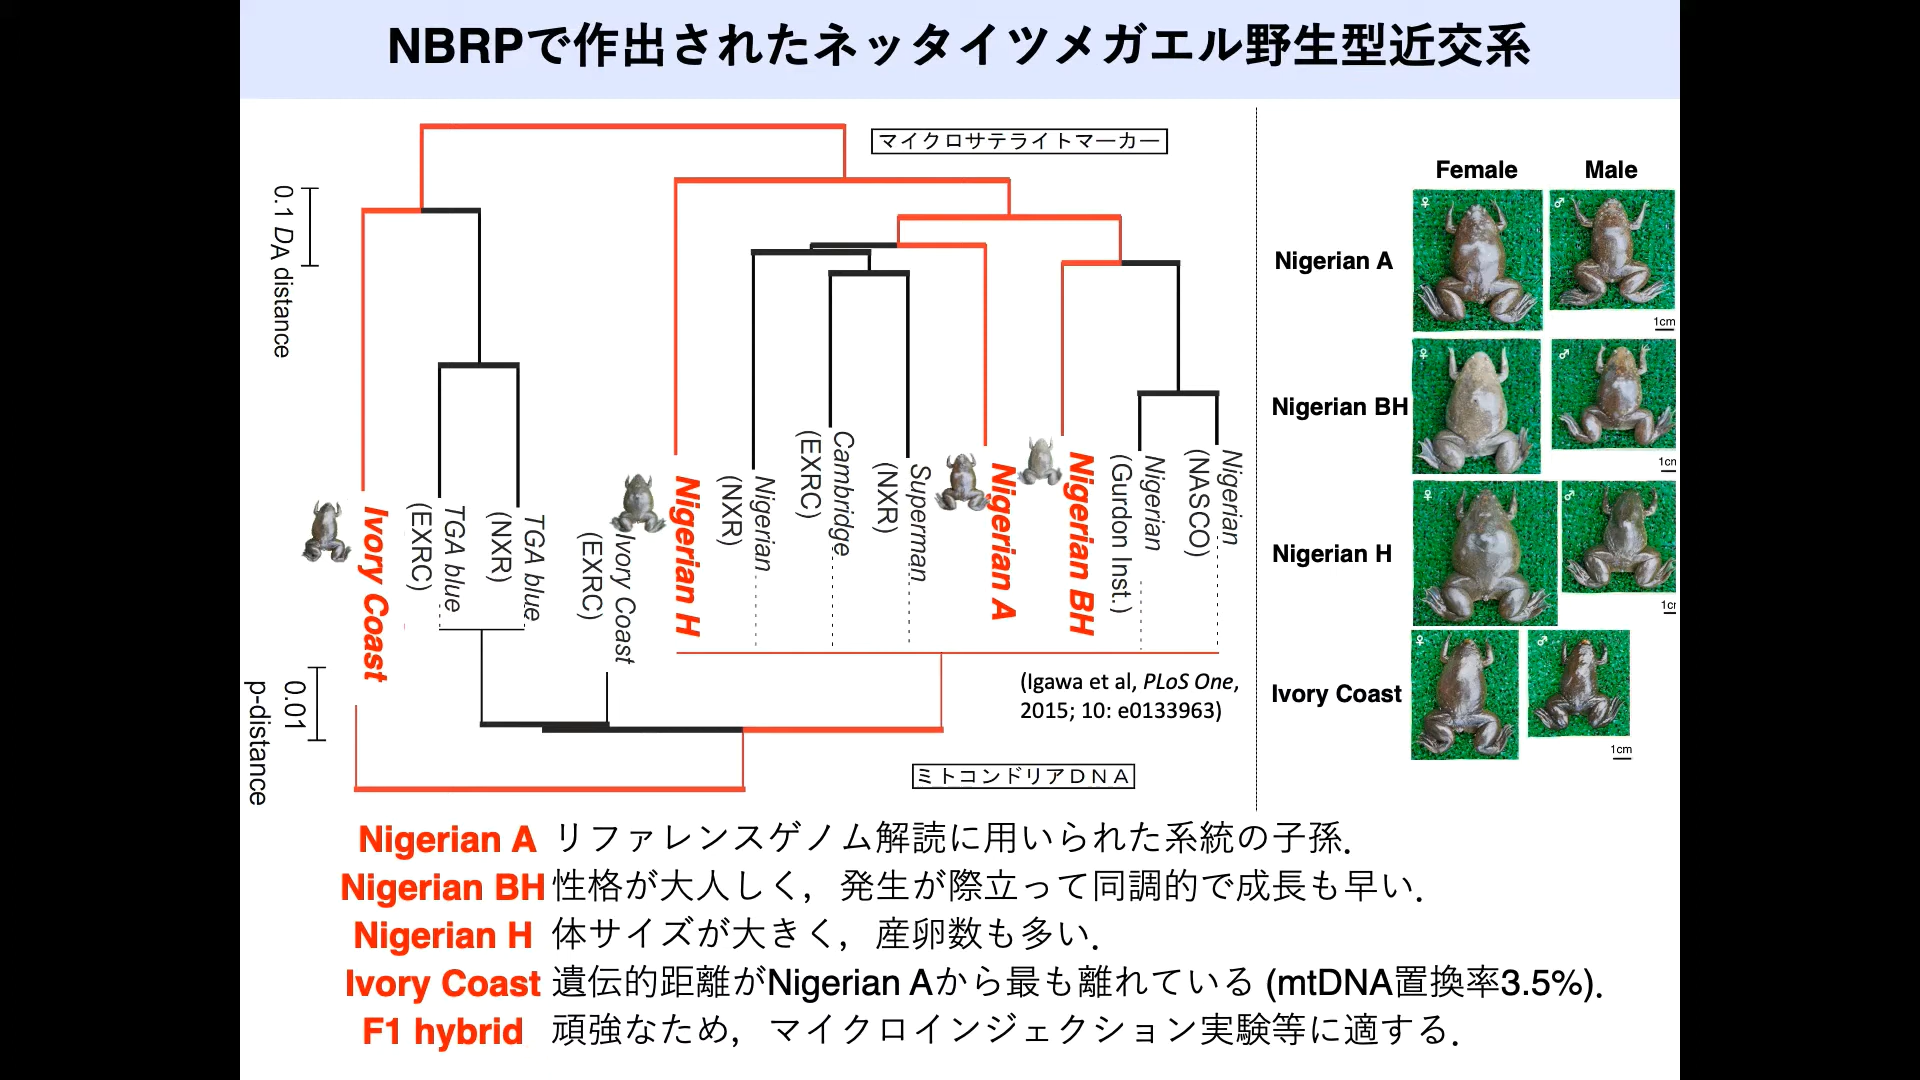 NBRPで作出されたネッタイツメガエル野生型近交系
マイクロサテライトマーカー
0.1 DA distance
Ivory Coast
TGA blue
(EXRC)
TGA blue
(NXR)
Ivory Coast
(EXRC)
Nigerian H
Nigerian
(NXR)
Cambridge
(EXRC)
Superman
(NXR)
Nigerian A
Nigerian BH
Nigerian
(Gurdon Inst.)
Nigerian
(NASCO)
0.01
p-distance
(Igawa et al, PLoS One,
2015; 10: e0133963)
ミトコンドリアＤＮＡ
Female Male
Nigerian A
♀ ♂
1cm
Nigerian BH
♀ ♂
1cm
Nigerian H
♀ ♂
1cm
Ivory Coast
♀ ♂
1cm
Nigerian A リファレンスゲノム解読に用いられた系統の子孫.
Nigerian BH 性格が大人しく，発生が際立って同調的で成長も早い.
Nigerian H 体サイズが大きく，産卵数も多い.
Ivory Coast 遺伝的距離がNigerian Aから最も離れている (mtDNA置換率3.5%).
F1 hybrid 頑強なため，マイクロインジェクション実験等に適する.